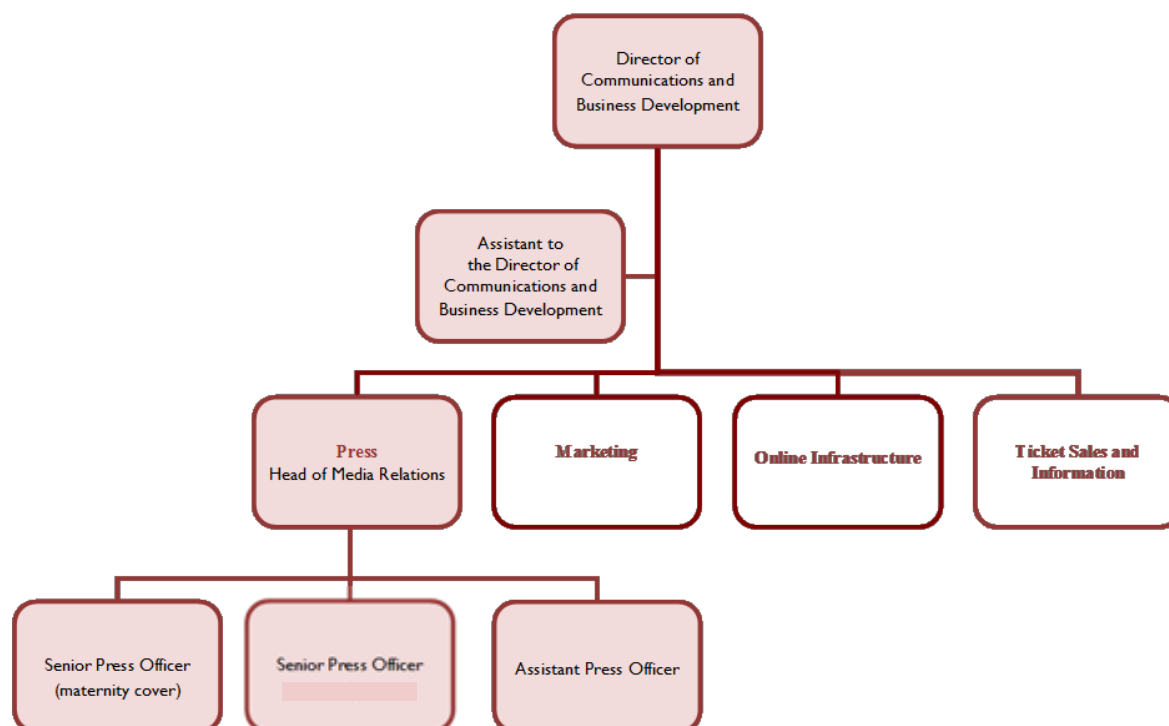 Director of
Communications and
Business Development
Assistant to
the Director of
Communications and
Business Development
Press
Head of Media Relations
Marketing
Online Infrastructure
Ticket Sales and
Information
Senior Press Officer
(maternity cover)
Senior Press Officer
Assistant Press Officer